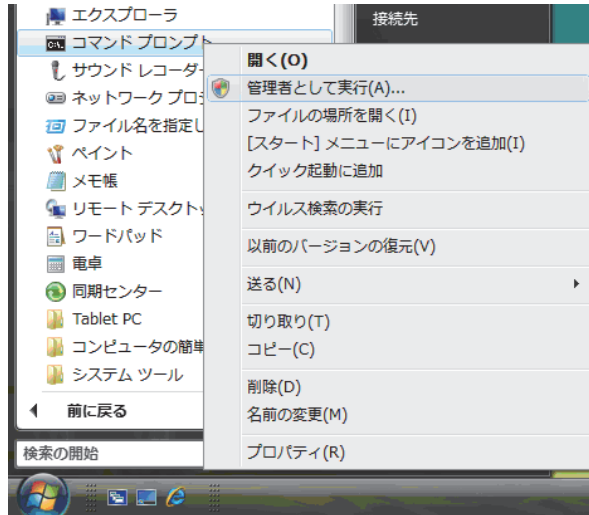 エクスプローラ
コマンド プロンプト
サウンド レコーダー
ネットワーク プロ
ファイル名を指定し
ペイント
メモ帳
リモート デスクト
ワードパッド
電卓
同期センター
Tablet PC
コンピュータの簡単
システム ツール
前に戻る
検索の開始
接続先
開く(O)
管理者として実行(A)...
ファイルの場所を開く(I)
[スタート] メニューにアイコンを追加(I)
クイック起動に追加
ウイルス検索の実行
以前のバージョンの復元(V)
送る(N)
切り取り(T)
コピー(C)
削除(D)
名前の変更(M)
プロパティ(R)